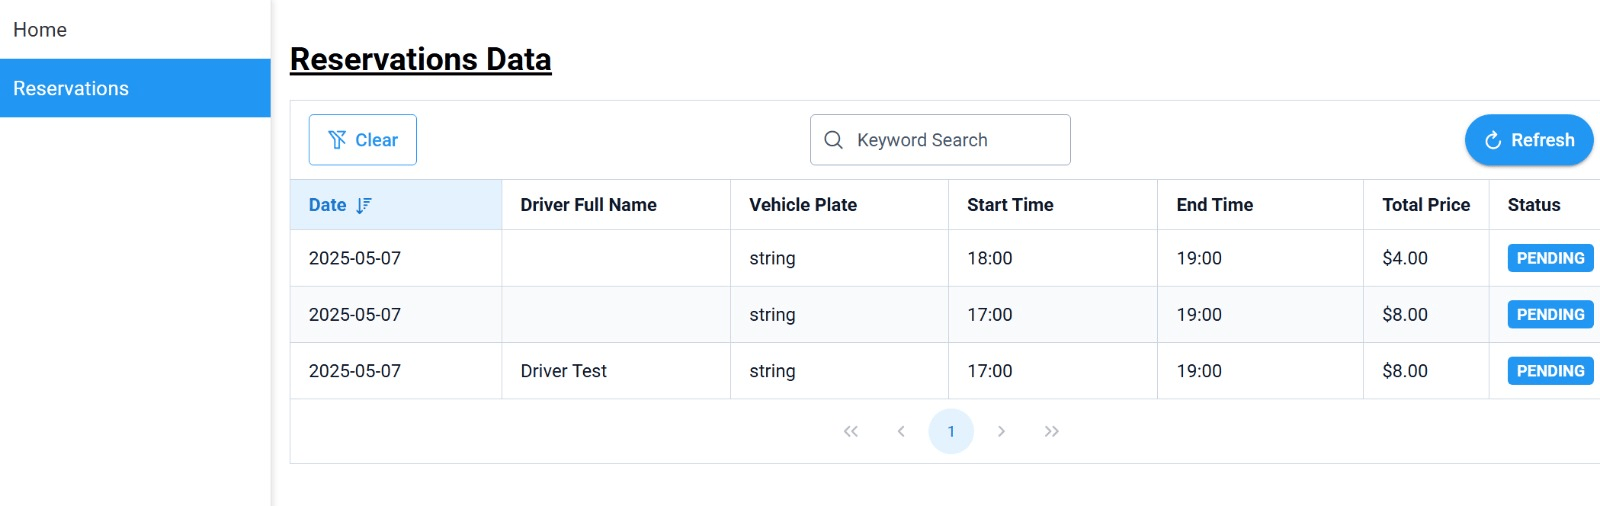 Home
Reservations
Reservations Data
Clear
Keyword Search
Refresh
Date Driver Full Name Vehicle Plate Start Time End Time Total Price Status
2025-05-07 string 18:00 19:00 $4.00 PENDING
2025-05-07 string 17:00 19:00 $8.00 PENDING
2025-05-07 Driver Test string 17:00 19:00 $8.00 PENDING
1